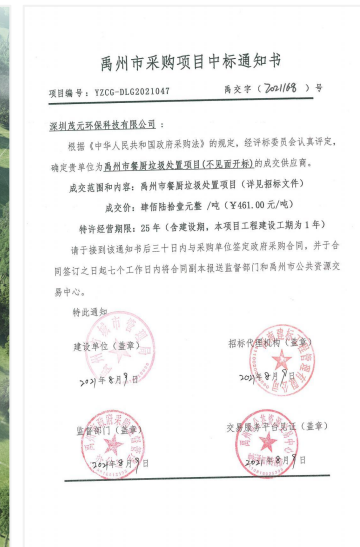 禹州市采购项目中标通知书
项目编号：YZCG-DLG2021047 禹交字（2021168）号
深圳茂元环保科技有限公司：
根据《中华人民共和国政府采购法》的规定，经评标委员会认真评定，
确定贵单位为禹州市餐厨垃圾处置项目(不见面开标)的成交供应商。
成交范围和内容：禹州市餐厨垃圾处置项目（详见招标文件）
成交价：肆佰陆拾壹元整 /吨（￥461.00元/吨）
特许经营期限：25年（含建设期，本项目工程建设工期为1年）
请于接到该通知书后三十日内与采购单位签定政府采购合同，并于合
同签订之日起七个工作日内将合同副本报送监督部门和禹州市公共资源交
易中心。
特此通知
建设单位（盖章） 招标代理机构（盖章）
2021年8月9日 2021年8月9日
监督部门（盖章） 交易服务平台见证（盖章）
2021年8月9日 2021年8月9日